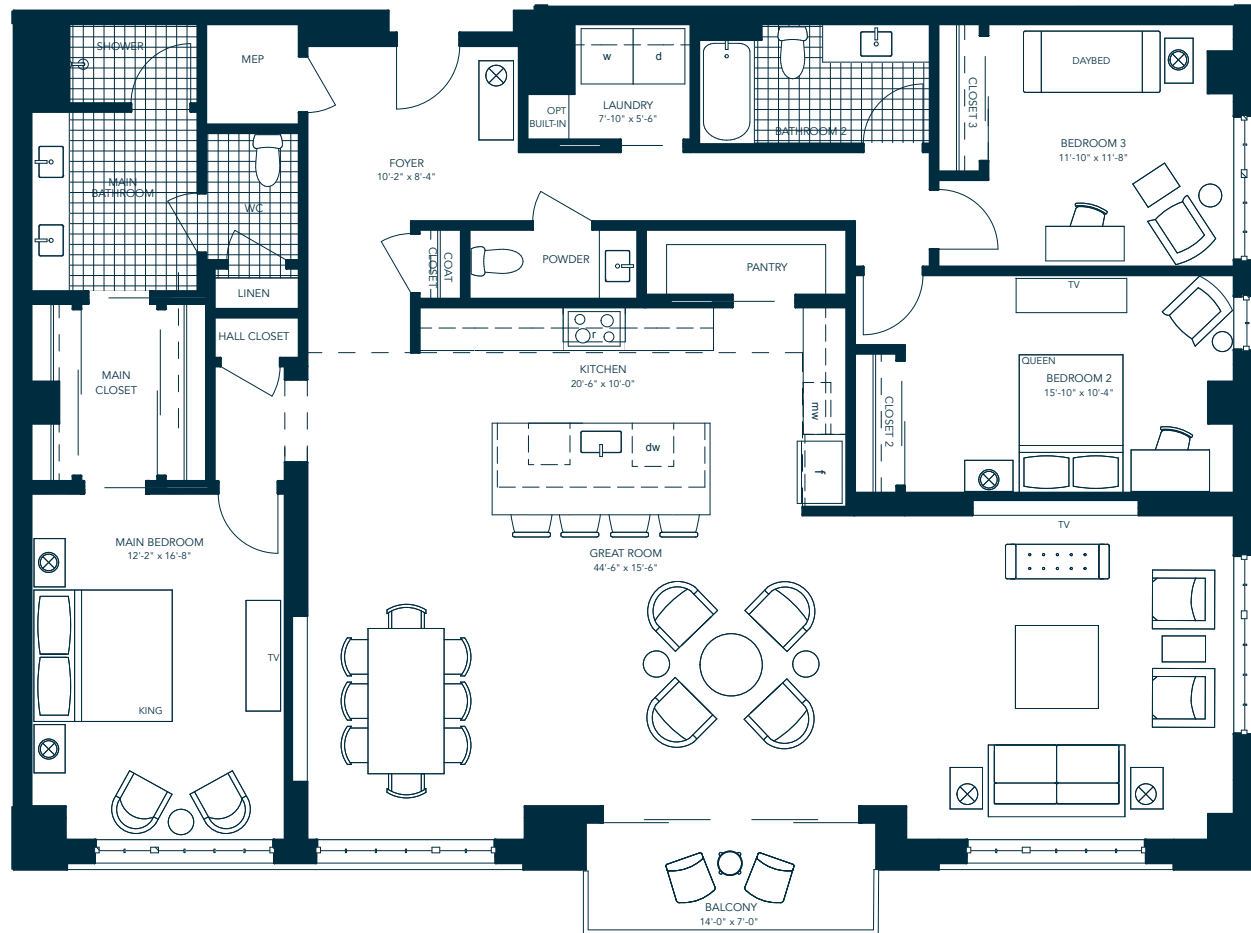 SHOWER
MEP
w
d
OPT
BUILT-IN
LAUNDRY
7'-10" x 5'-6"
BATHROOM 2
CLOSET 3
DAYBED
BEDROOM 3
11'-10" x 11'-8"
FOYER
10'-2" x 8'-4"
MAIN
BATHROOM
WC
COAT
CLOSET
POWDER
PANTRY
LINEN
HALL CLOSET
r
TV
MAIN
CLOSET
KITCHEN
20'-6" x 10'-0"
mw
QUEEN
BEDROOM 2
15'-10" x 10'-4"
CLOSET 2
dw
f
TV
MAIN BEDROOM
12'-2" x 16'-8"
GREAT ROOM
44'-6" x 15'-6"
TV
KING
BALCONY
14'-0" x 7'-0"